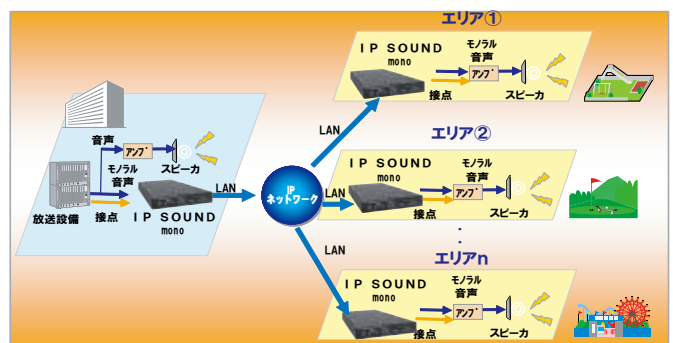 音声
アンプ
スピーカ
モノラル
音声
放送設備
接点
IP SOUND
mono
LAN
IP
ネットワーク
LAN
LAN
LAN
エリア①
IP SOUND
mono
モノラル
音声
アンプ
接点
スピーカ
エリア②
IP SOUND
mono
モノラル
音声
アンプ
接点
スピーカ
・
・
エリアn
IP SOUND
mono
モノラル
音声
アンプ
接点
スピーカ